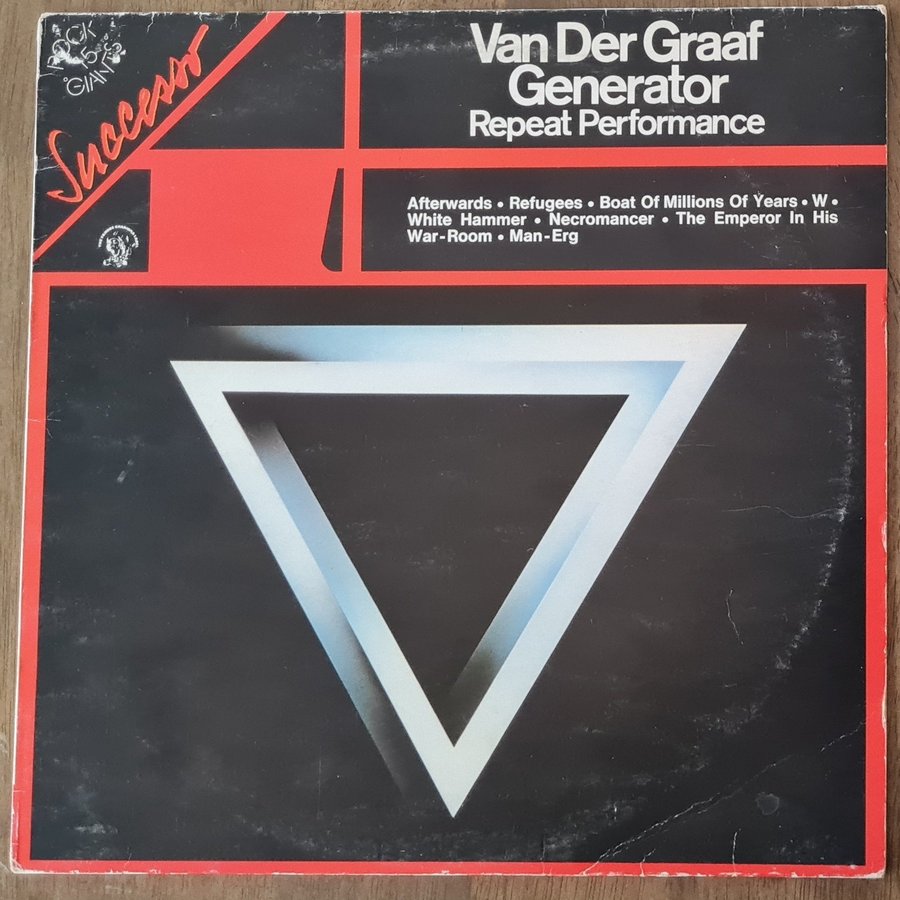 ROCK
15
GIANTS
Successo
Van Der Graaf
Generator
Repeat Performance
Afterwards • Refugees • Boat Of Millions Of Years • W •
White Hammer • Necromancer • The Emperor In His
War-Room • Man-Erg